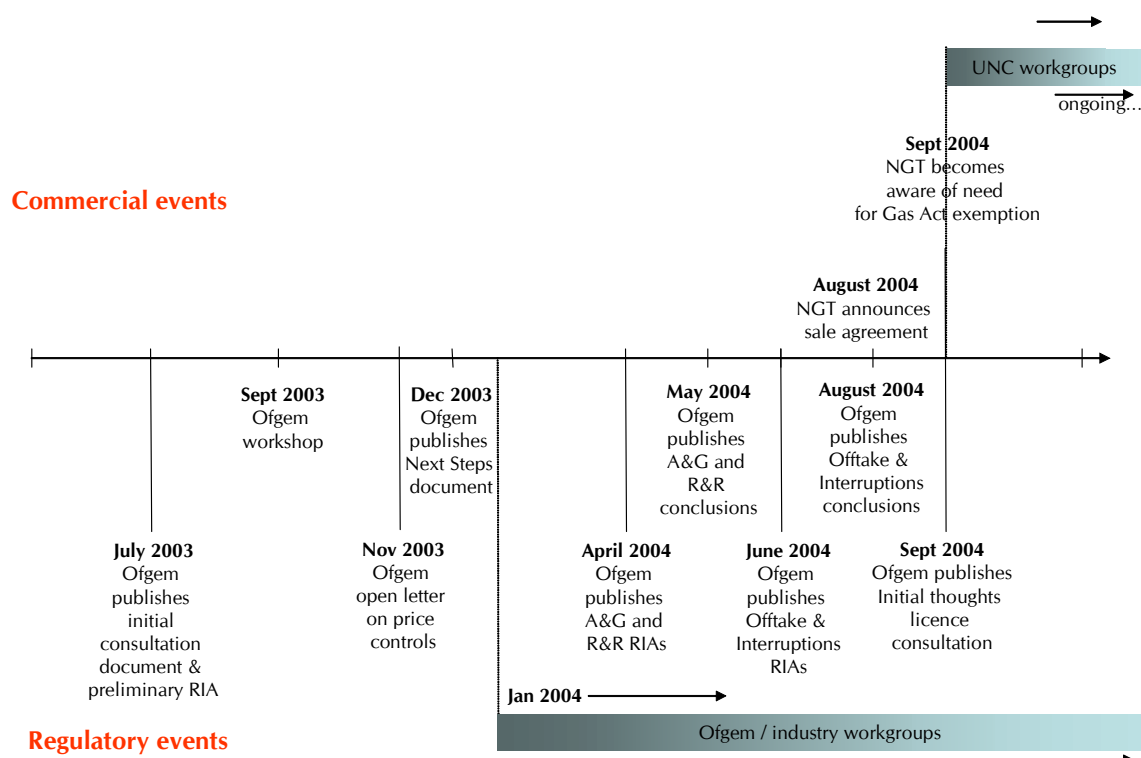 UNC workgroups
ongoing...
Sept 2004
NGT becomes
aware of need
for Gas Act exemption
Commercial events
August 2004
NGT announces
sale agreement
Sept 2003
Ofgem
workshop
Dec 2003
Ofgem
publishes
Next Steps
document
May 2004
Ofgem
publishes
A&G and
R&R
conclusions
August 2004
Ofgem
publishes
Offtake &
Interruptions
conclusions
July 2003
Ofgem
publishes
initial
consultation
document &
preliminary RIA
Nov 2003
Ofgem
open letter
on price
controls
April 2004
Ofgem
publishes
A&G and
R&R RIAs
June 2004
Ofgem
publishes
Offtake &
Interruptions
RIAs
Sept 2004
Ofgem publishes
Initial thoughts
licence
consultation
Jan 2004
Ofgem / industry workgroups
Regulatory events